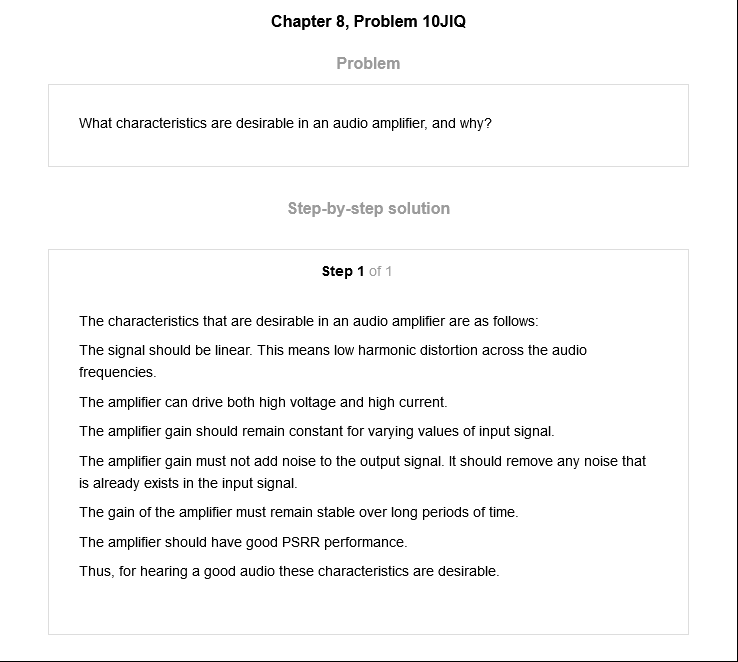 Chapter 8, Problem 10JIQ
Problem
What characteristics are desirable in an audio amplifier, and why?
Step-by-step solution
Step 1 of 1
The characteristics that are desirable in an audio amplifier are as follows:
The signal should be linear. This means low harmonic distortion across the audio
frequencies.
The amplifier can drive both high voltage and high current.
The amplifier gain should remain constant for varying values of input signal.
The amplifier gain must not add noise to the output signal. It should remove any noise that
is already exists in the input signal.
The gain of the amplifier must remain stable over long periods of time.
The amplifier should have good PSRR performance.
Thus, for hearing a good audio these characteristics are desirable.